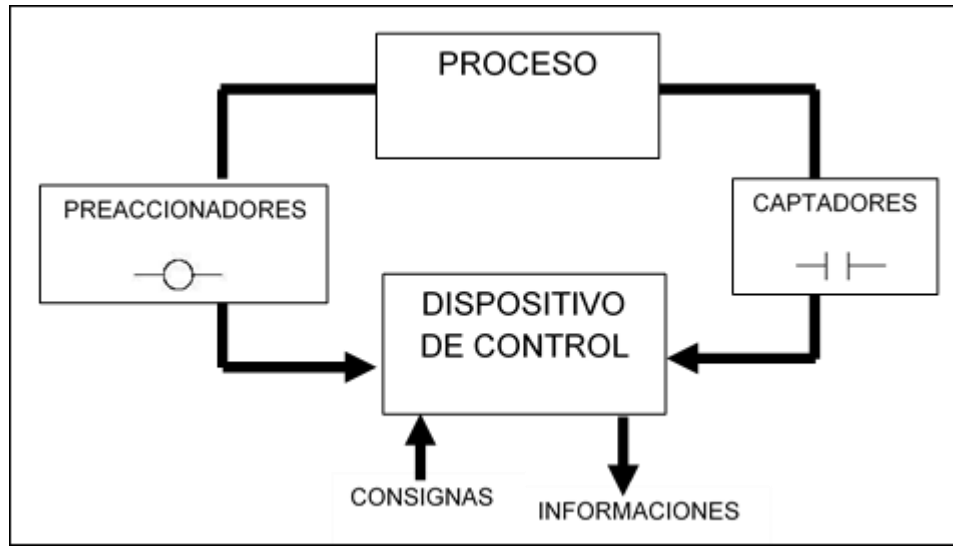 PROCESO
PREACCIONADORES
CAPTADORES
DISPOSITIVO
DE CONTROL
CONSIGNAS
INFORMACIONES